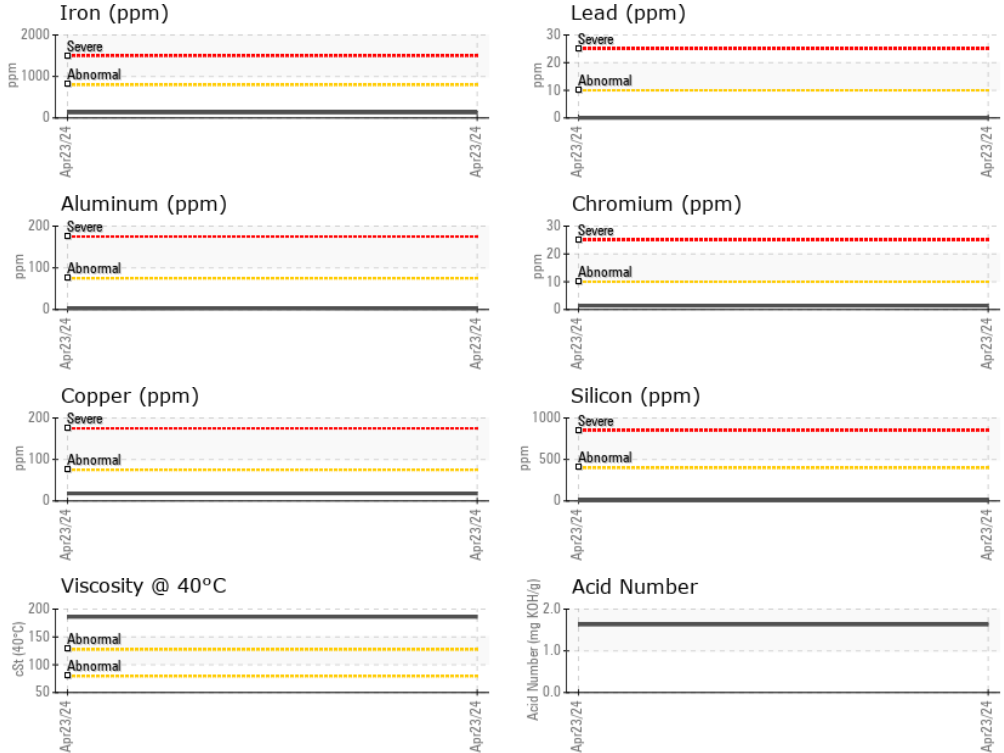 Iron (ppm)
2000
Severe
1000
Abnormal
0
ppm
Apr23/24
Apr23/24
Lead (ppm)
30
Severe
20
Abnormal
10
0
ppm
Apr23/24
Apr23/24
Aluminum (ppm)
200
Severe
100
Abnormal
0
ppm
Apr23/24
Apr23/24
Chromium (ppm)
30
Severe
20
Abnormal
10
0
ppm
Apr23/24
Apr23/24
Copper (ppm)
200
Severe
100
Abnormal
0
ppm
Apr23/24
Apr23/24
Silicon (ppm)
1000
Severe
500
Abnormal
0
ppm
Apr23/24
Apr23/24
Viscosity @ 40°C
200
150
Abnormal
100
Abnormal
50
cSt (40°C)
Apr23/24
Apr23/24
Acid Number
2.0
1.0
0.0
Acid Number (mg KOH/g)
Apr23/24
Apr23/24